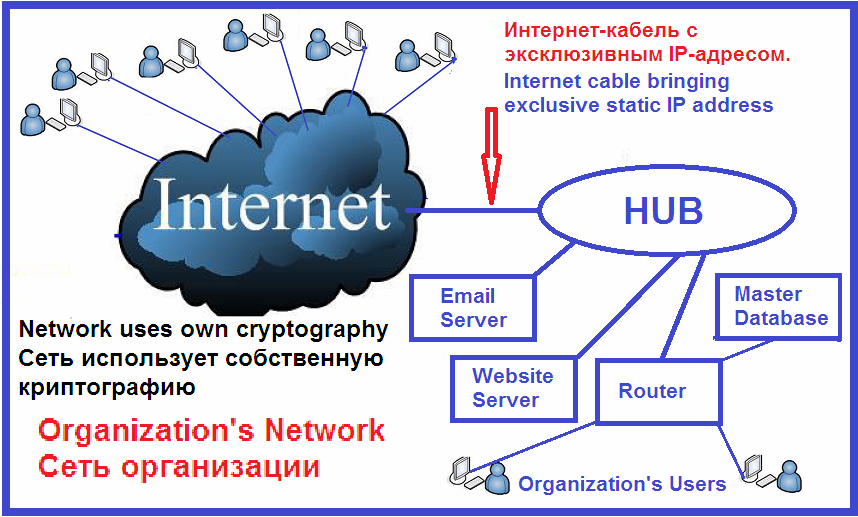 Интернет-кабель с
эксклюзивным IP-адресом.
Internet cable bringing
exclusive static IP address
Internet
HUB
Email
Server
Master
Database
Website
Server
Router
Network uses own cryptography
Сеть использует собственную
криптографию
Organization's Network
Сеть организации
Organization's Users